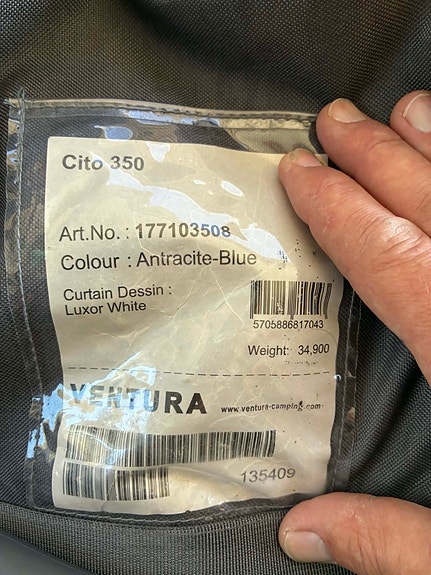 Cito 350
Art.No. : 177103508
Colour : Antracite-Blue
Curtain Dessin :
Luxor White
5705886817043
Weight: 34,900
VENTURA www.ventura-camping.com
135409